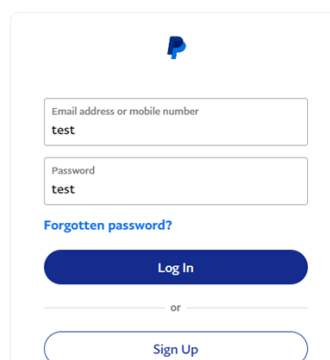 Email address or mobile number
test
Password
test
Forgotten password?
Log In
or
Sign Up